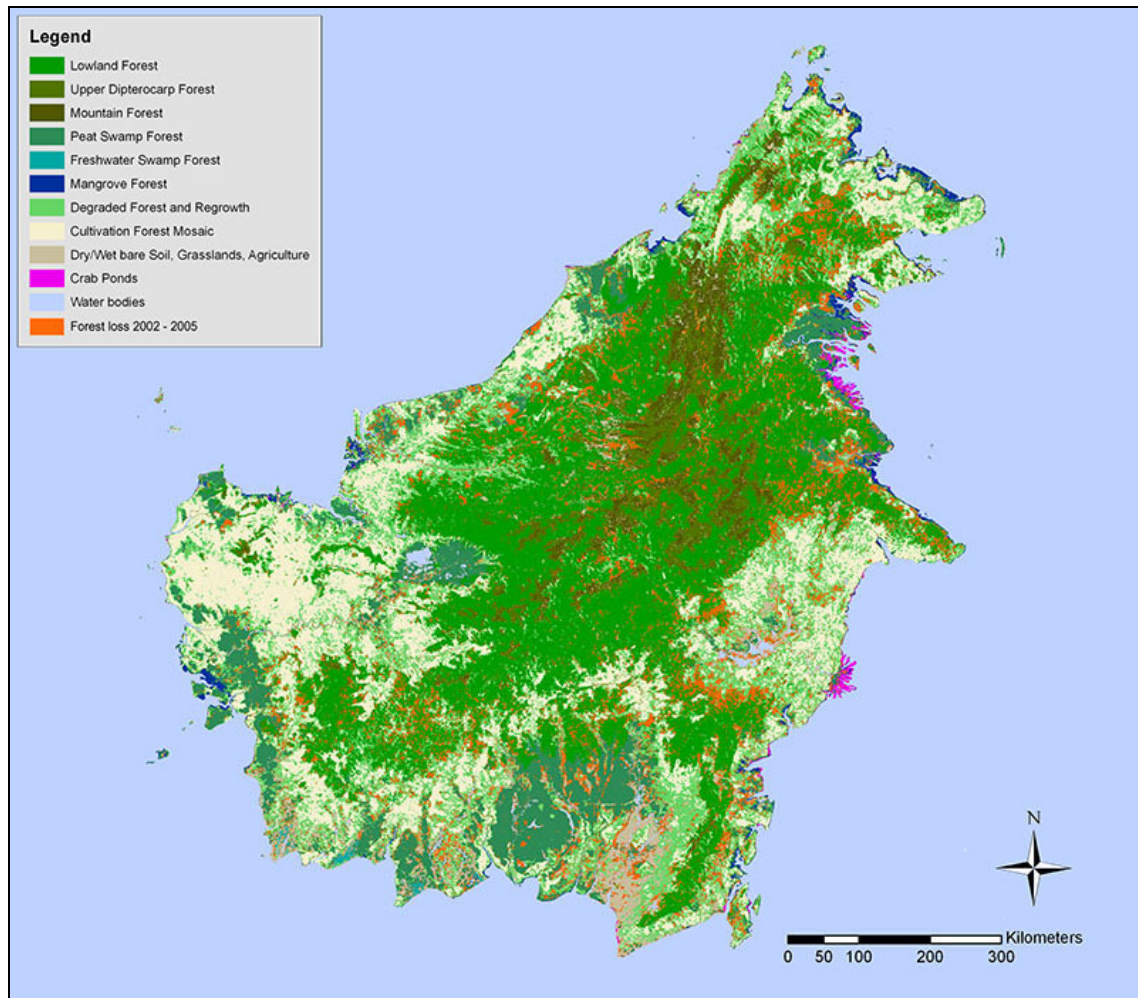 Legend
Lowland Forest
Upper Dipterocarp Forest
Mountain Forest
Peat Swamp Forest
Freshwater Swamp Forest
Mangrove Forest
Degraded Forest and Regrowth
Cultivation Forest Mosaic
Dry/Wet bare Soil, Grasslands, Agriculture
Crab Ponds
Water bodies
Forest loss 2002 - 2005
N
Kilometers
0 50 100 200 300